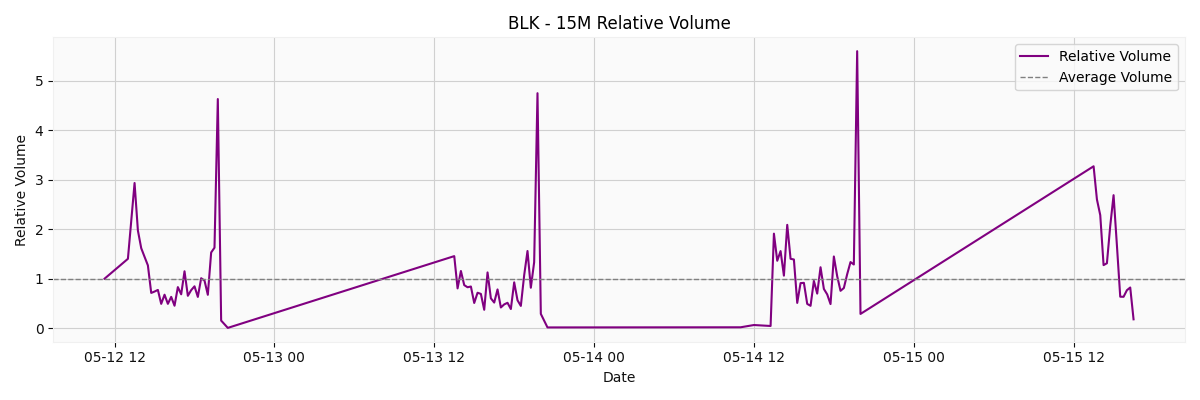 BLK - 15M Relative Volume
Relative Volume
Average Volume
Relative Volume
5
4
3
2
1
0
05-12 12
05-13 00
05-13 12
05-14 00
05-14 12
05-15 00
05-15 12
Date